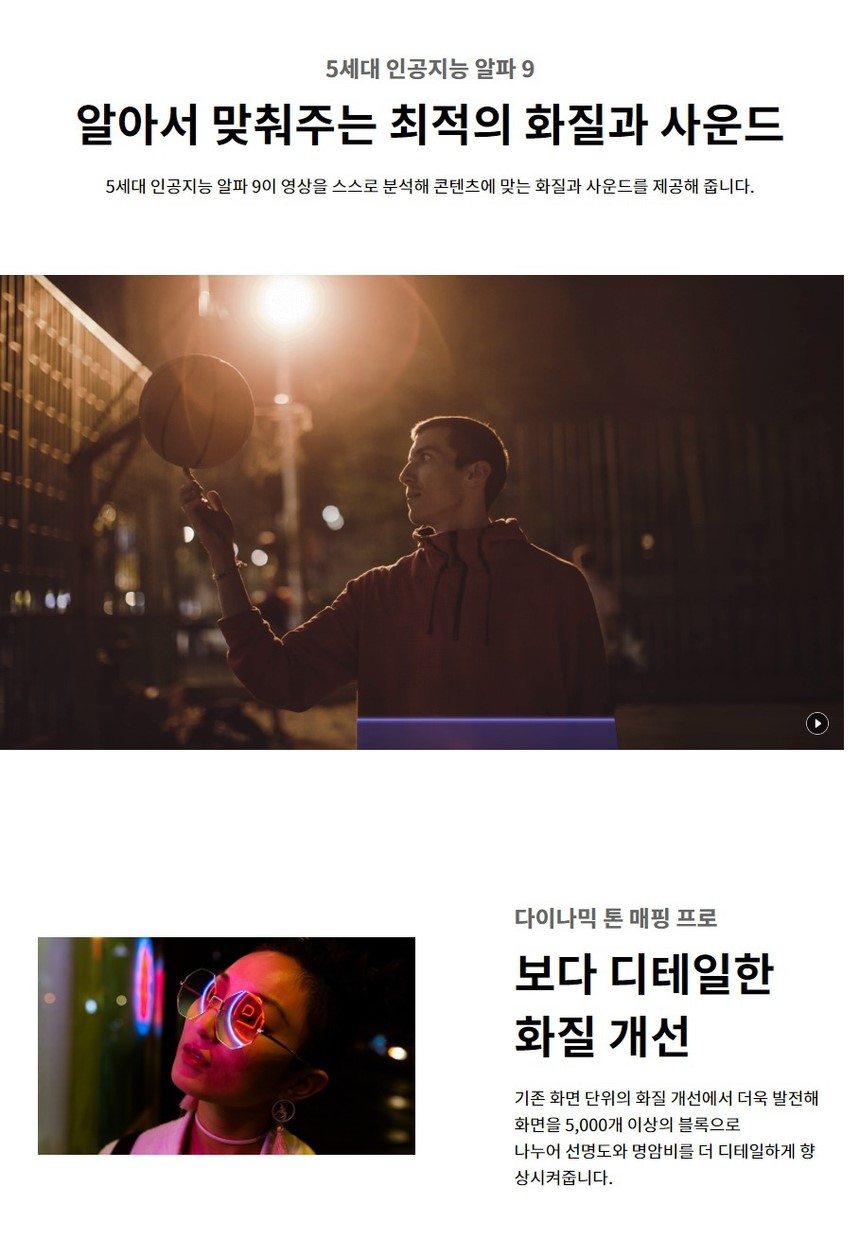 5세대 인공지능 알파 9
알아서 맞춰주는 최적의 화질과 사운드
5세대 인공지능 알파 9이 영상을 스스로 분석해 콘텐츠에 맞는 화질과 사운드를 제공해 줍니다.
다이나믹 톤 매핑 프로
보다 디테일한
화질 개선
기존 화면 단위의 화질 개선에서 더욱 발전해
화면을 5,000개 이상의 블록으로
나누어 선명도와 명암비를 더 디테일하게 향
상시켜줍니다.